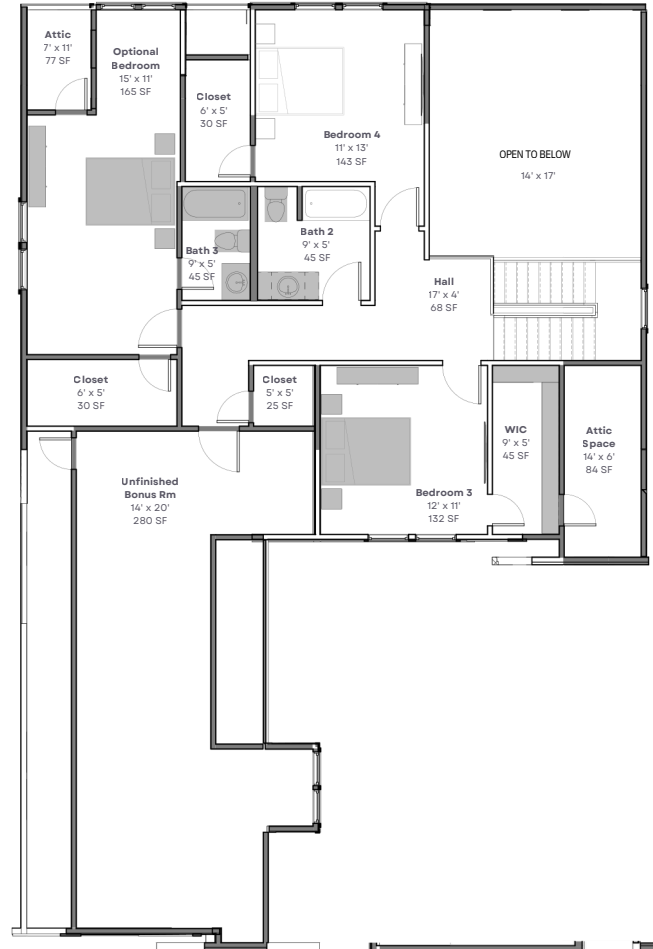 Attic
7' x 11'
77 SF
Optional
Bedroom
15' x 11'
165 SF
Closet
6' x 5'
30 SF
Bedroom 4
11' x 13'
143 SF
OPEN TO BELOW
14' x 17'
Bath 3
9' x 5'
45 SF
Bath 2
9' x 5'
45 SF
Hall
17' x 4'
68 SF
Closet
6' x 5'
30 SF
Closet
5' x 5'
25 SF
WIC
9' x 5'
45 SF
Attic
Space
14' x 6'
84 SF
Unfinished
Bonus Rm
14' x 20'
280 SF
Bedroom 3
12' x 11'
132 SF